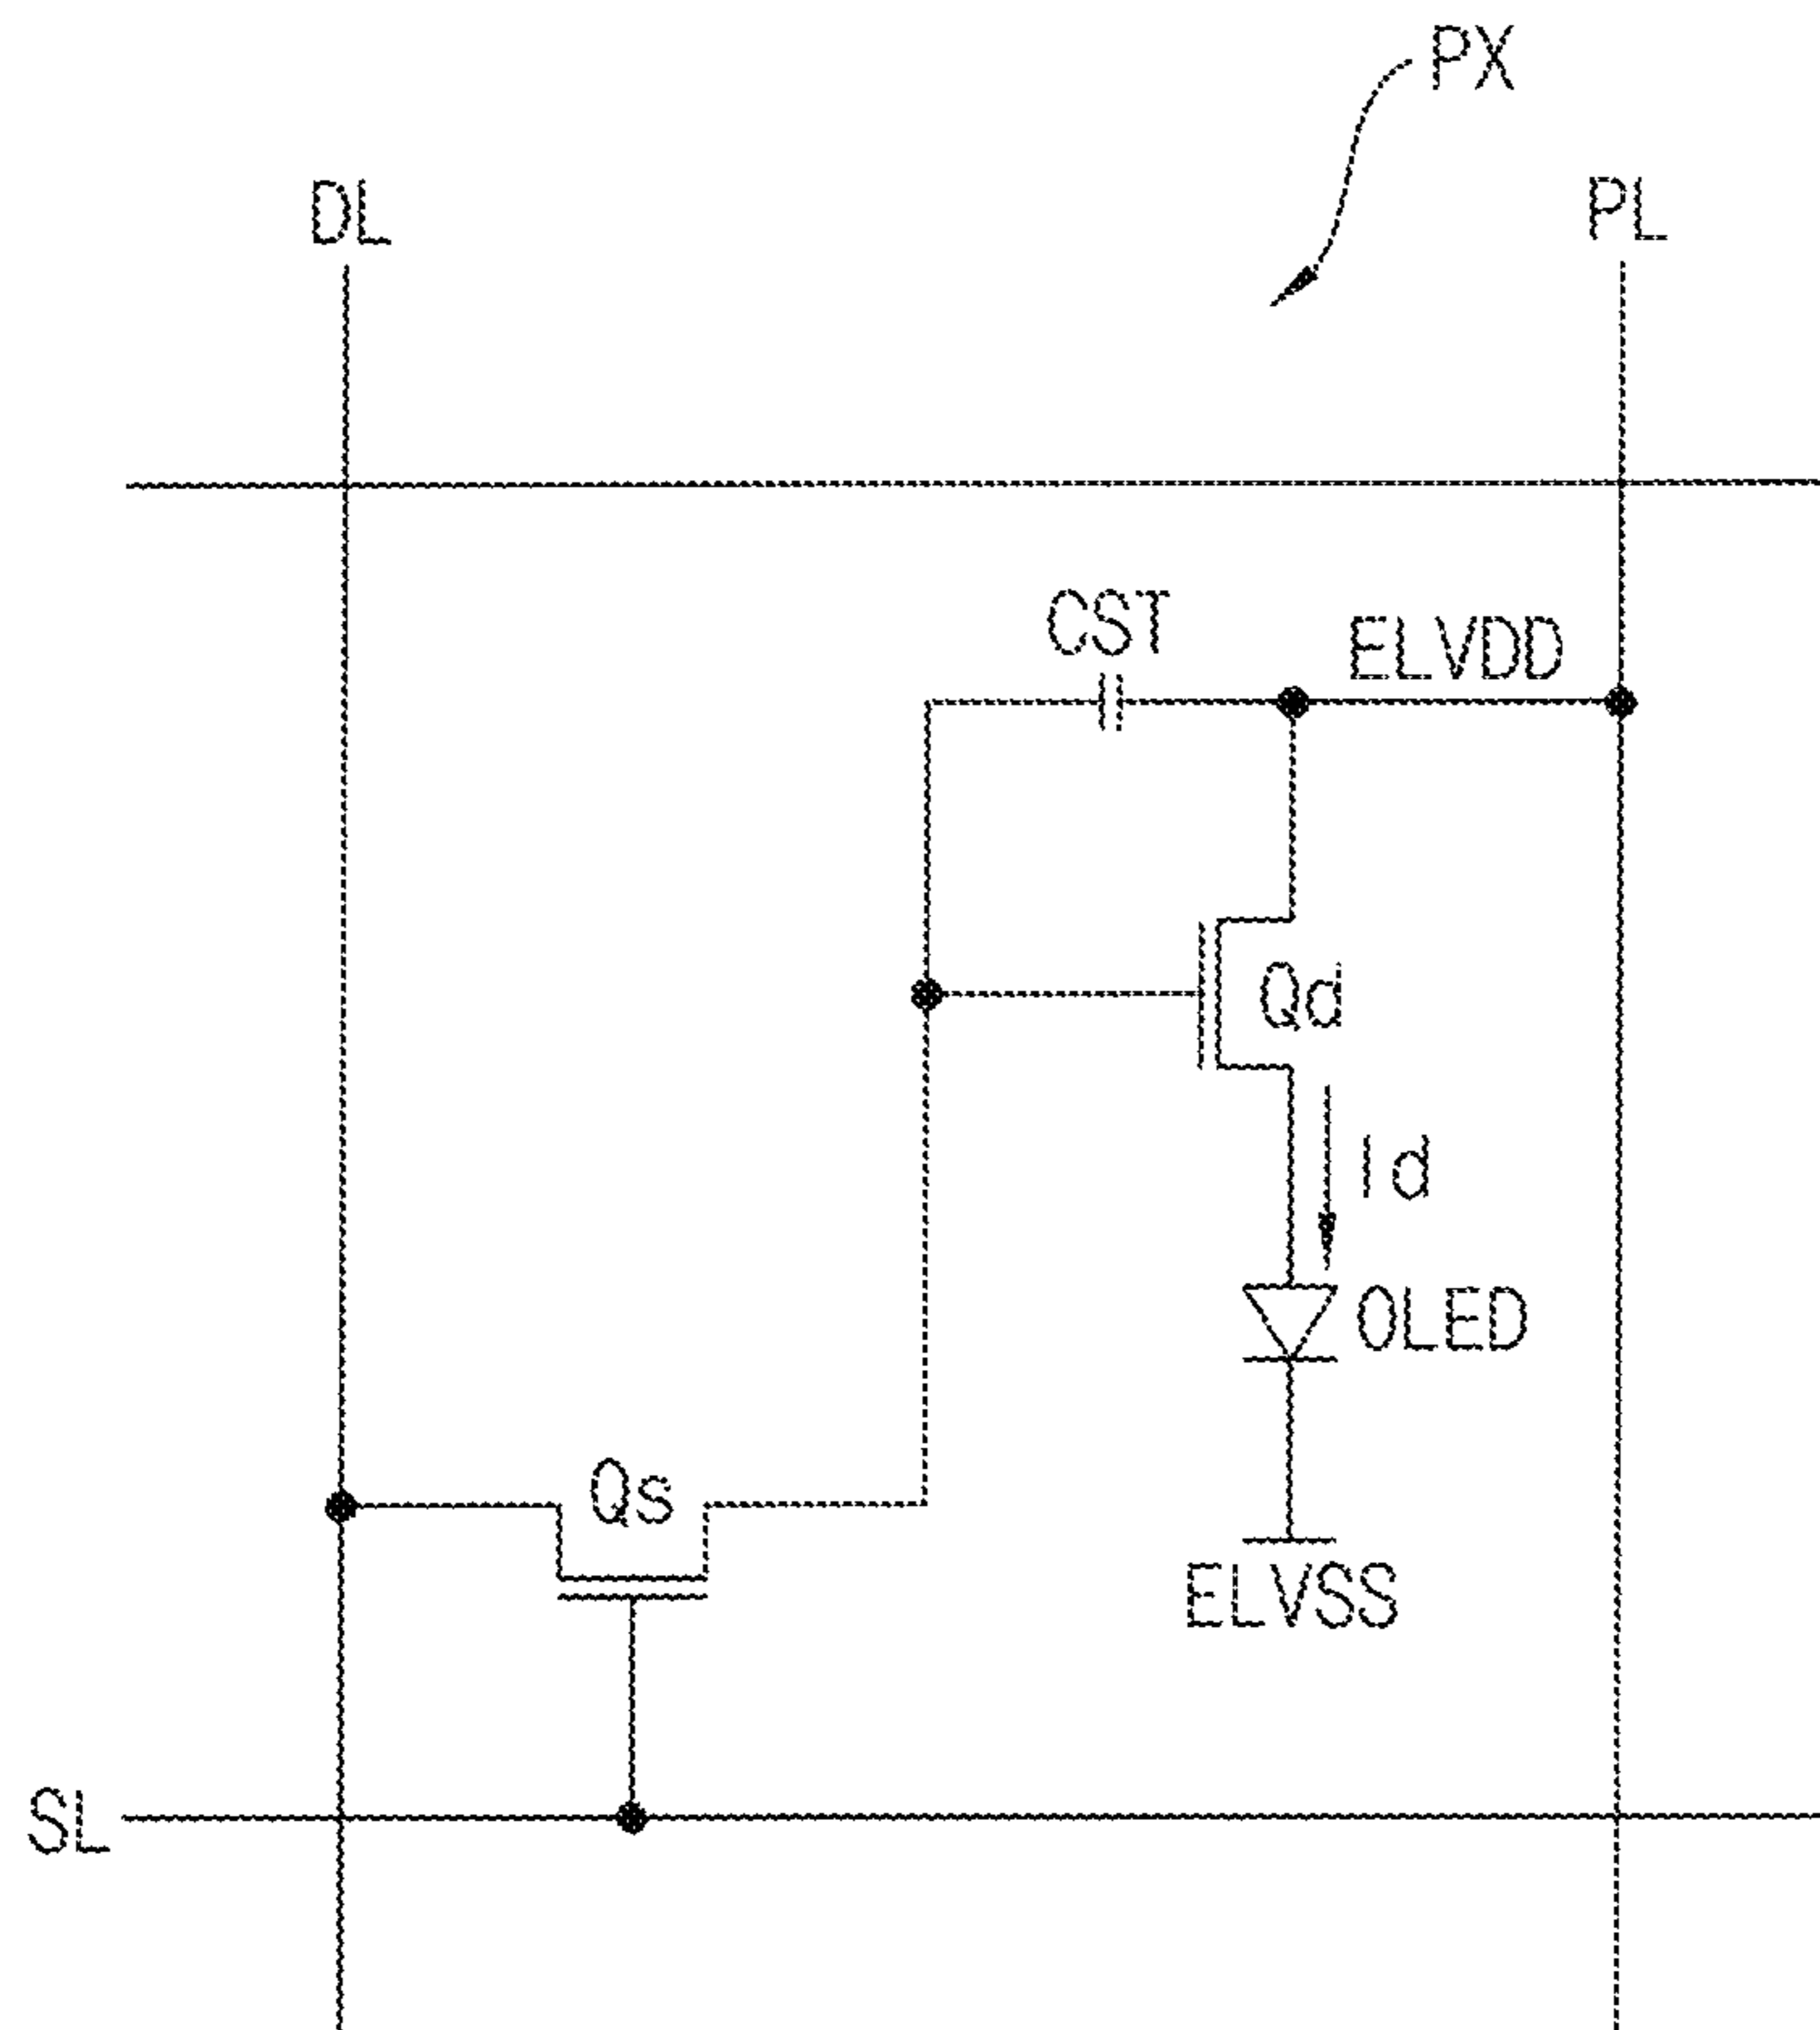 PX
DL
PL
CST
ELVDD
Qd
Id
OLED
Qs
ELVSS
SL